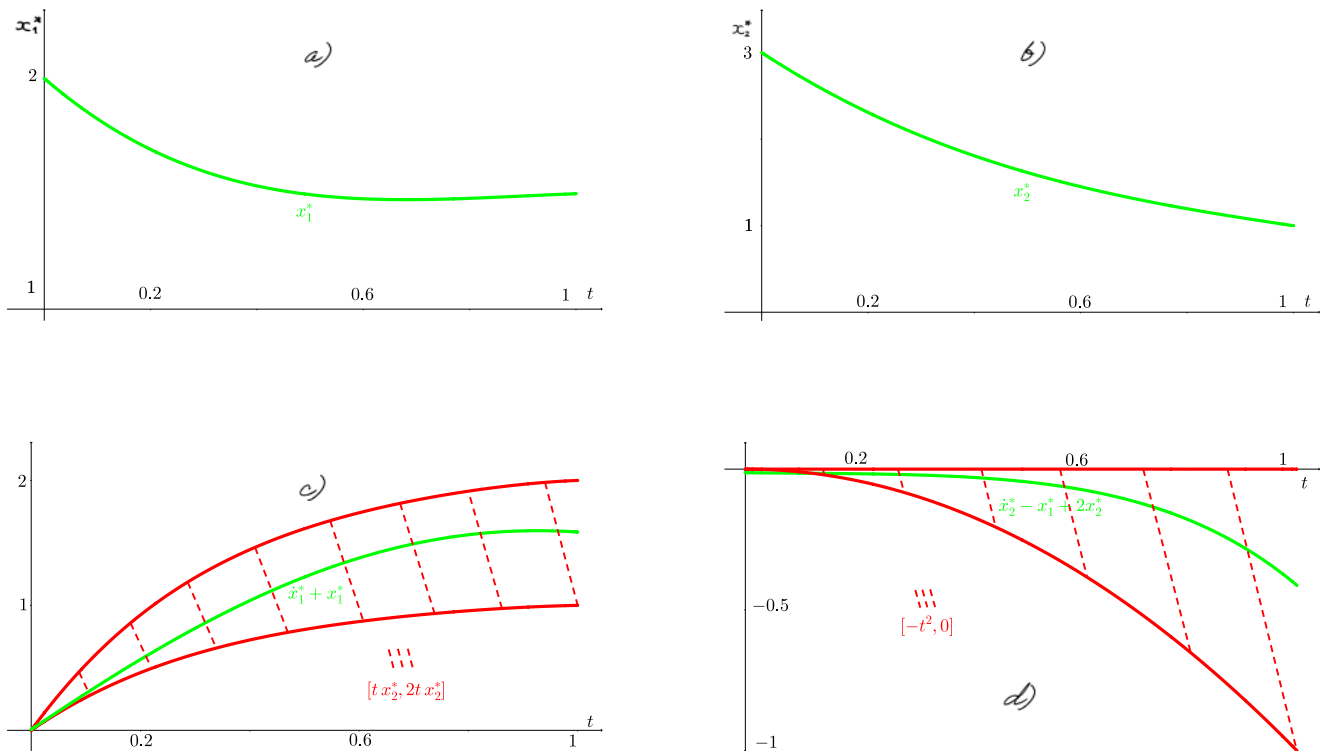 x₁*
a)
2
x₁*
1
0.2
0.6
1
t
x₂*
b)
3
x₂*
1
0.2
0.6
1
t
c)
2
1
ẋ₁* + x₁*
[t x₂*, 2t x₂*]
0.2
0.6
1
t
0.2
0.6
1
t
ẋ₂* − x₁* + 2x₂*
−0.5
[−t², 0]
d)
−1